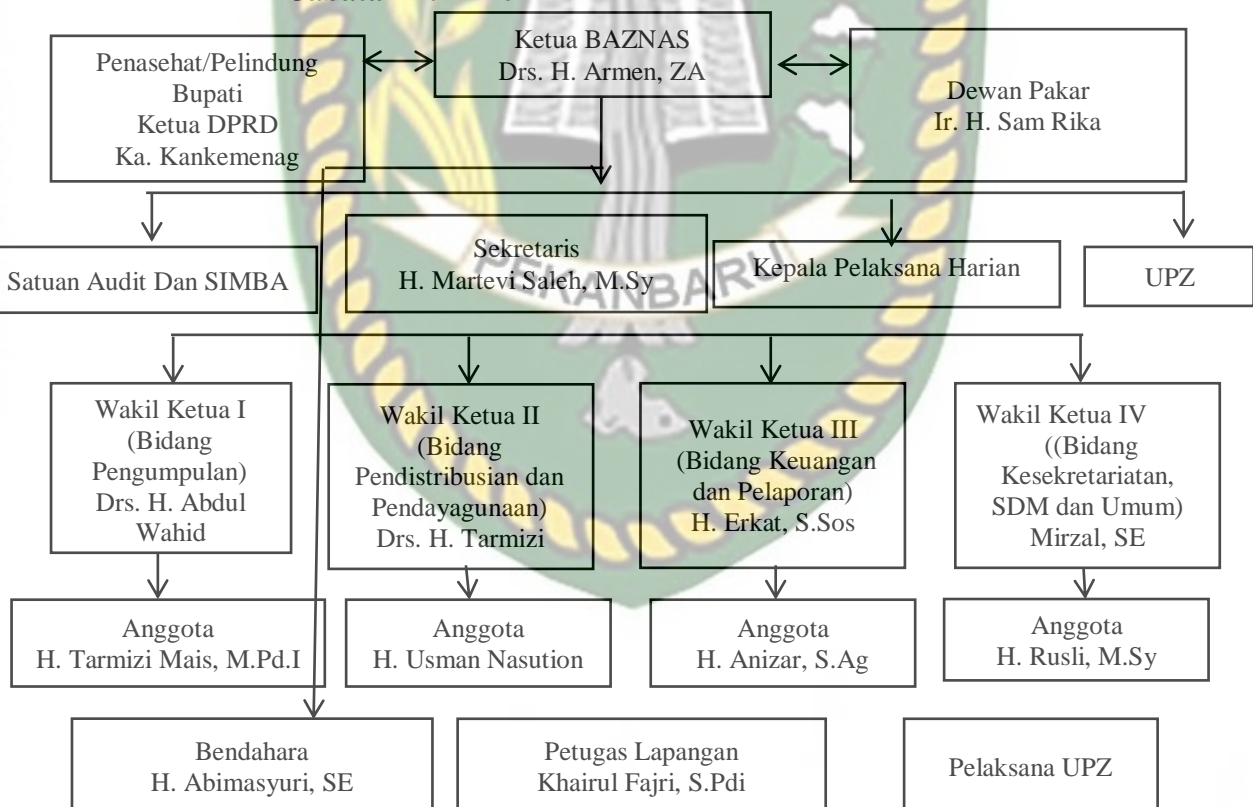 Ketua BAZNAS
Drs. H. Armen, ZA
Penasehat/Pelindung
Bupati
Ketua DPRD
Ka. Kankemenag
Dewan Pakar
Ir. H. Sam Rika
Satuan Audit Dan SIMBA
Sekretaris
H. Martevi Saleh, M.Sy
Kepala Pelaksana Harian
UPZ
PEKANBARU
Wakil Ketua I
(Bidang
Pengumpulan)
Drs. H. Abdul
Wahid
Wakil Ketua II
(Bidang
Pendistribusian dan
Pendayagunaan)
Drs. H. Tarmizi
Wakil Ketua III
(Bidang Keuangan
dan Pelaporan)
H. Erkat, S.Sos
Wakil Ketua IV
((Bidang
Kesekretariatan,
SDM dan Umum)
Mirzal, SE
Anggota
H. Tarmizi Mais, M.Pd.I
Anggota
H. Usman Nasution
Anggota
H. Anizar, S.Ag
Anggota
H. Rusli, M.Sy
Bendahara
H. Abimasyuri, SE
Petugas Lapangan
Khairul Fajri, S.Pdi
Pelaksana UPZ